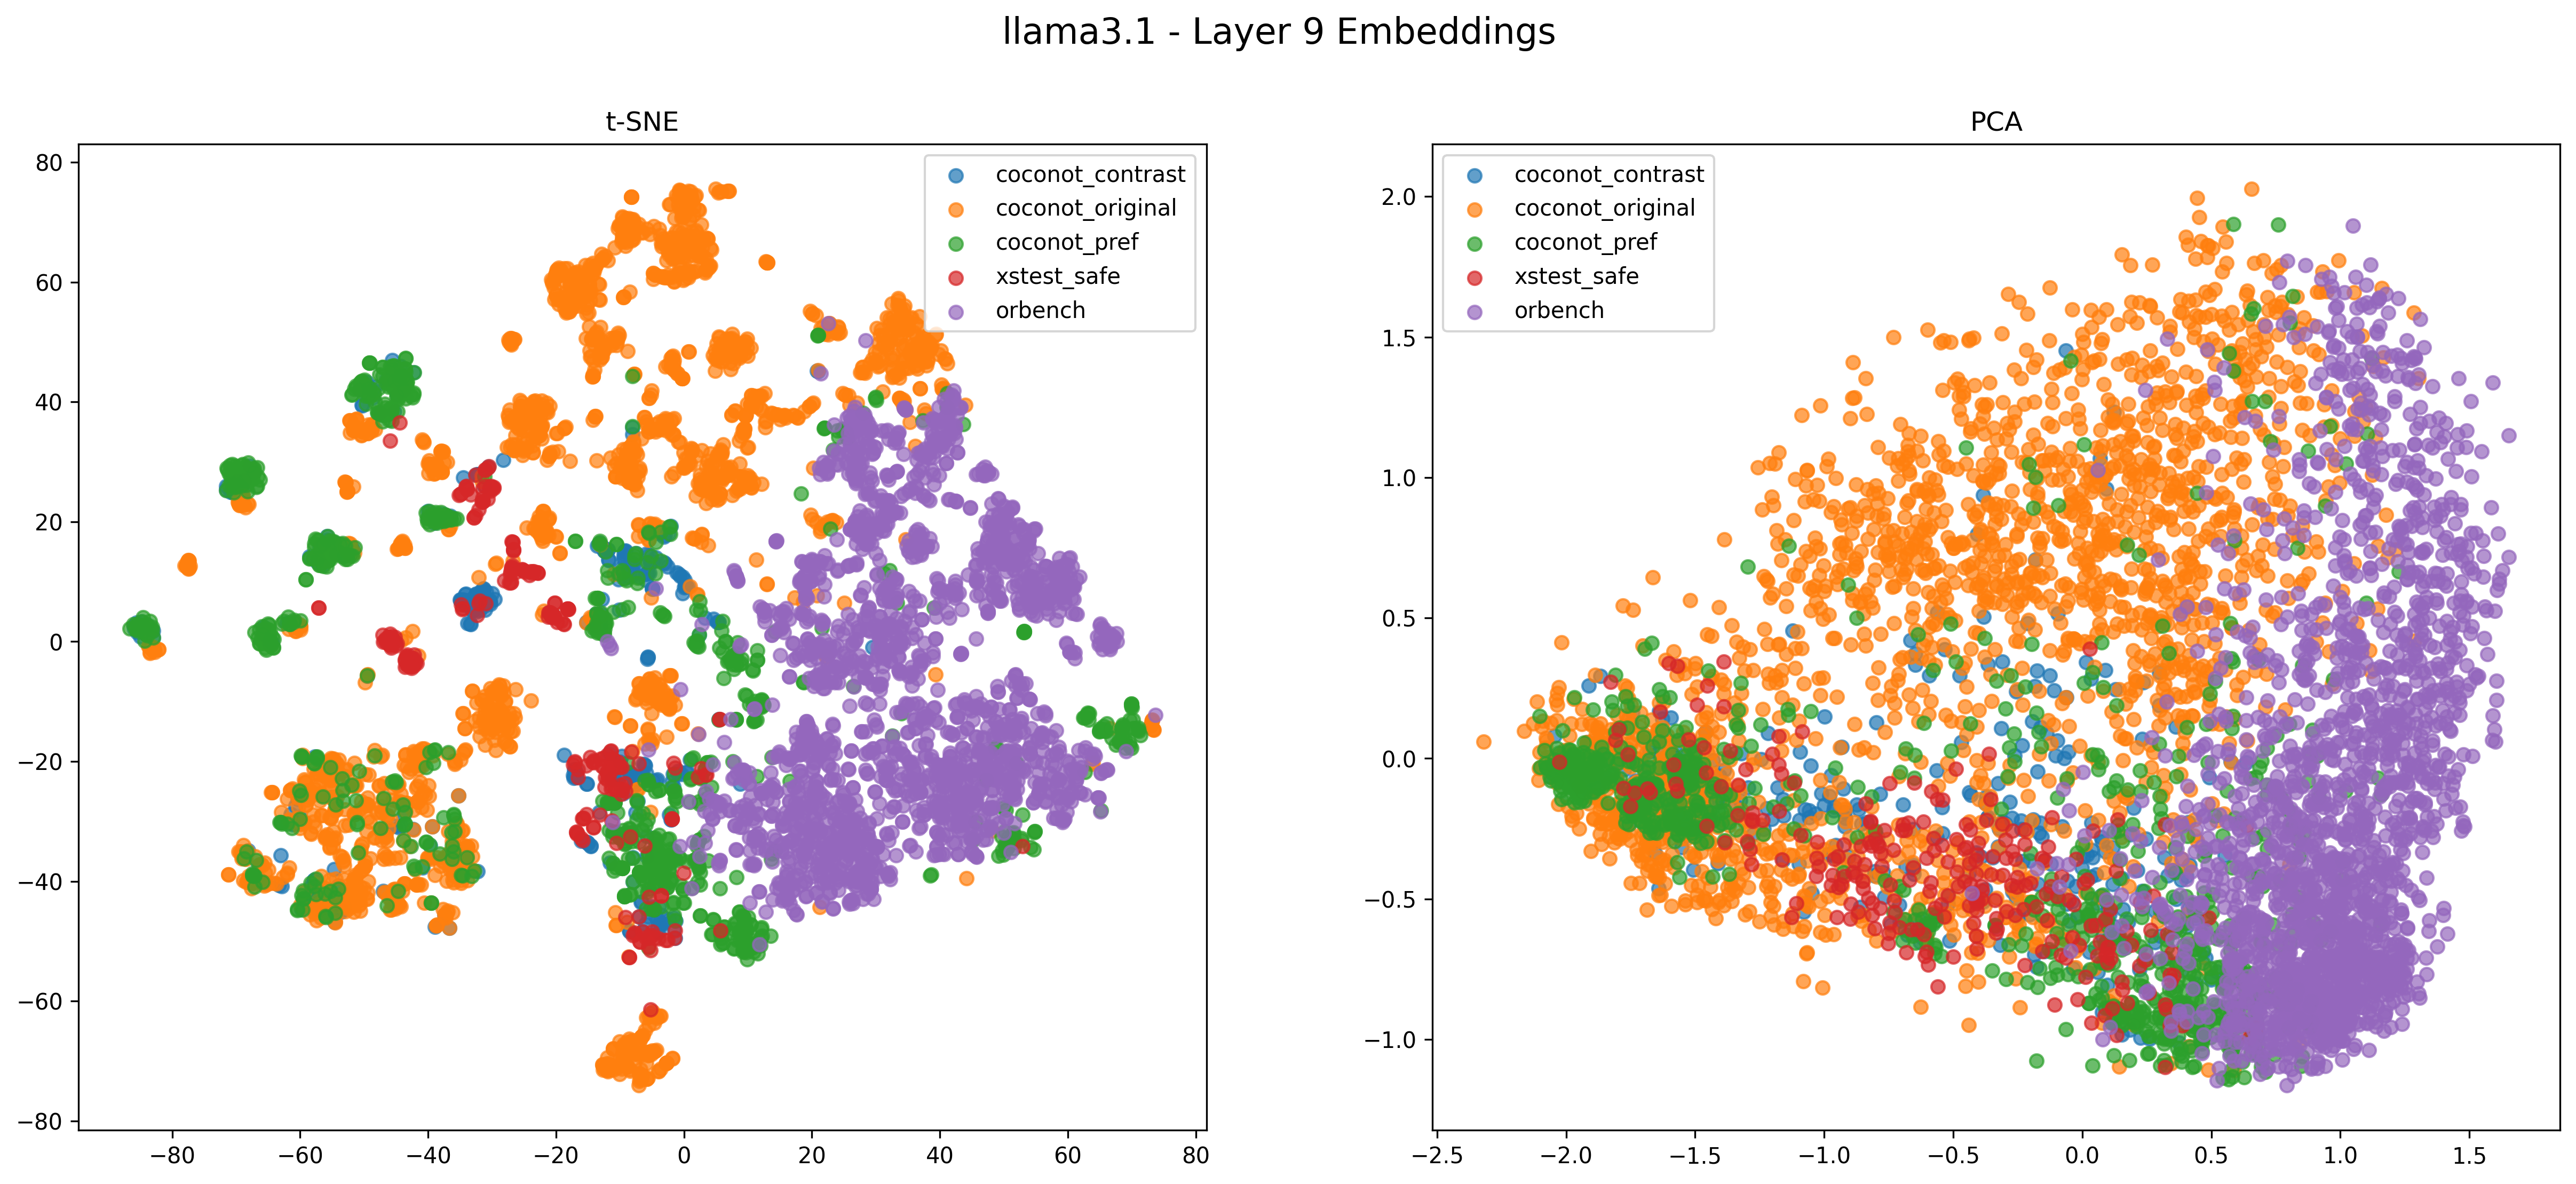 llama3.1 - Layer 9 Embeddings
t-SNE
coconot_contrast
coconot_original
coconot_pref
xstest_safe
orbench
80
60
40
20
0
−20
−40
−60
−80
−80 −60 −40 −20 0 20 40 60 80
PCA
coconot_contrast
coconot_original
coconot_pref
xstest_safe
orbench
2.0
1.5
1.0
0.5
0.0
−0.5
−1.0
−2.5 −2.0 −1.5 −1.0 −0.5 0.0 0.5 1.0 1.5